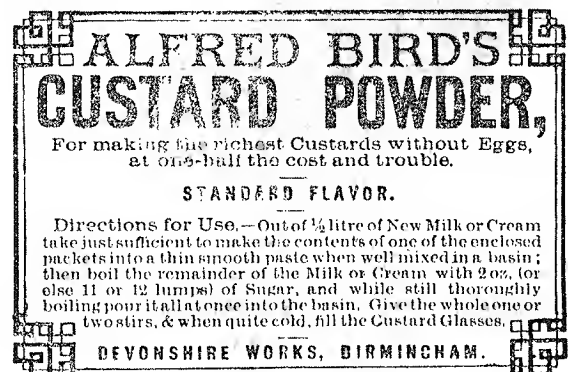 ALFRED BIRD'S
CUSTARD POWDER,
For making the richest Custards without Eggs,
at one-half the cost and trouble.
STANDARD FLAVOR.
Directions for Use.—Out of ½ litre of New Milk or Cream
take just sufficient to make the contents of one of the enclosed
packets into a thin smooth paste when well mixed in a basin;
then boil the remainder of the Milk or Cream with 2 oz, (or
else 11 or 12 lumps) of Sugar, and while still thoroughly
boiling pour it all at once into the basin. Give the whole one or
two stirs, & when quite cold, fill the Custard Glasses.
DEVONSHIRE WORKS, BIRMINGHAM.